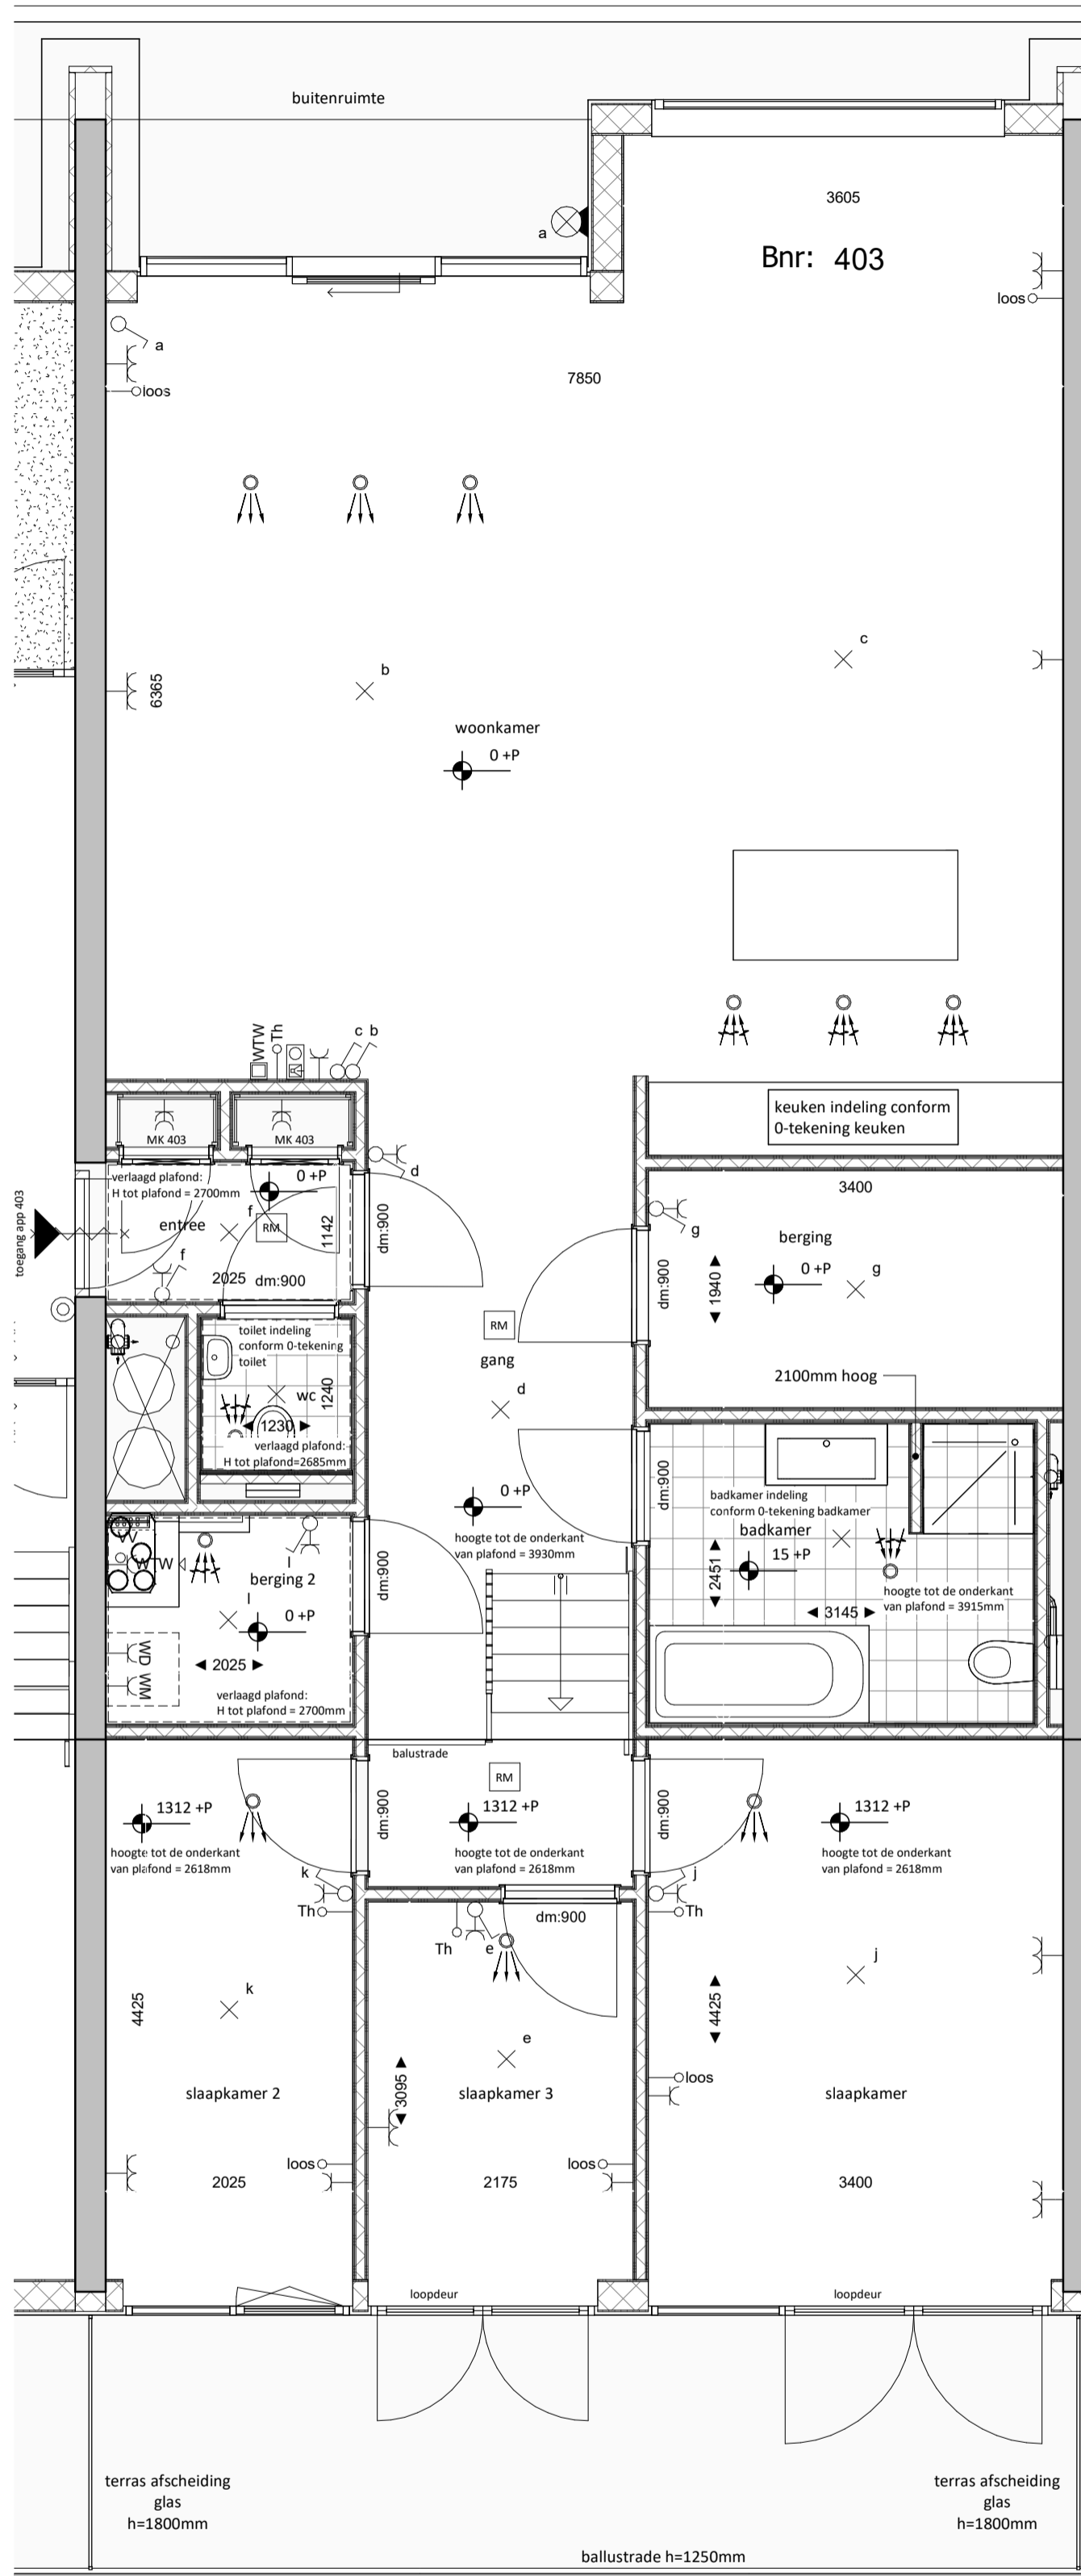 buitenruimte
3605
a
Bnr: 403
loos
a
loos
7850
c
b
6365
woonkamer
0 +P
WTW
Th
c b
keuken indeling conform
0-tekening keuken
MK 403
MK 403
d
verlaagd plafond:
H tot plafond = 2700mm
0 +P
3400
toegang app 403
entree
f
RM
1142
dm:900
g
berging
f
2025
dm:900
dm:900
1940
0 +P
g
RM
toilet indeling
conform 0-tekening
toilet
gang
2100mm hoog
wc
1240
d
1230
verlaagd plafond:
H tot plafond=2685mm
dm:900
0 +P
badkamer indeling
conform 0-tekening badkamer
badkamer
hoogte tot de onderkant
van plafond = 3930mm
15 +P
2451
WTW
l
berging 2
l
dm:900
hoogte tot de onderkant
van plafond = 3915mm
0 +P
3145
WD
WM
2025
verlaagd plafond:
H tot plafond = 2700mm
balustrade
RM
1312 +P
dm:900
1312 +P
dm:900
1312 +P
hoogte tot de onderkant
van plafond = 2618mm
hoogte tot de onderkant
van plafond = 2618mm
hoogte tot de onderkant
van plafond = 2618mm
k
j
Th
dm:900
Th
Th
e
j
k
4425
4425
e
loos
3095
slaapkamer 2
slaapkamer 3
slaapkamer
loos
loos
2025
2175
3400
loopdeur
loopdeur
terras afscheiding
glas
h=1800mm
terras afscheiding
glas
h=1800mm
ballustrade h=1250mm